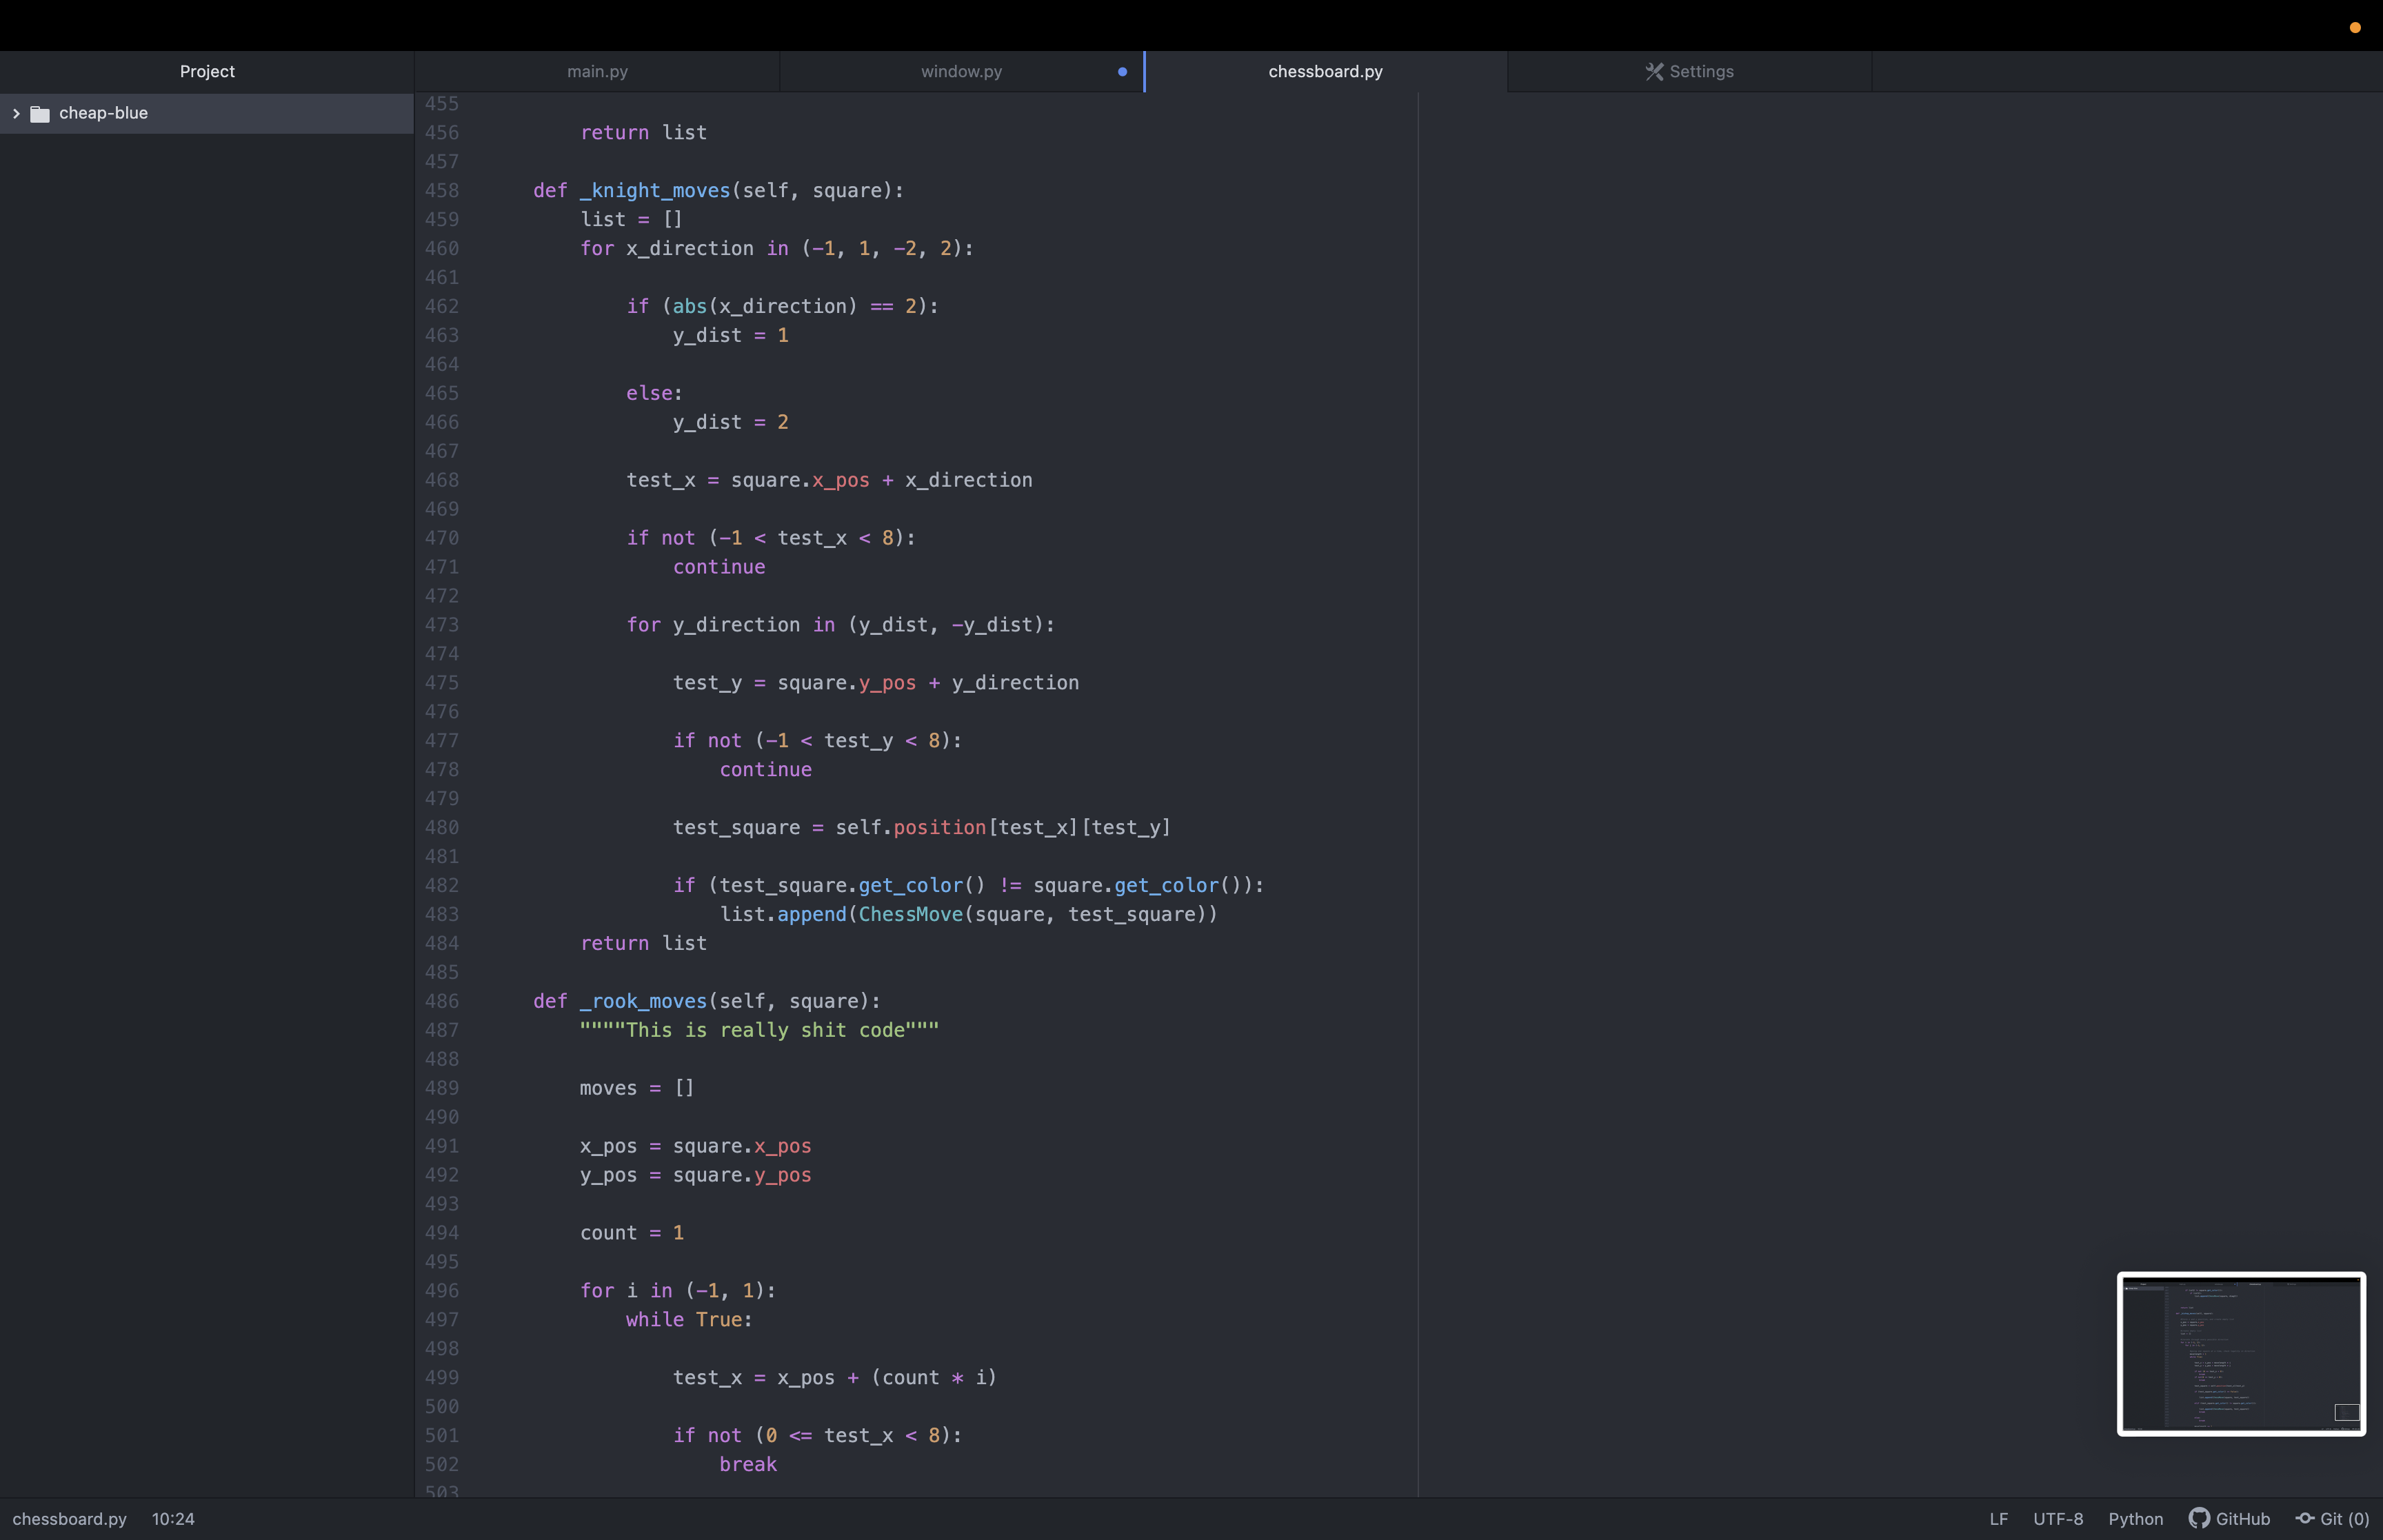 Project
main.py
window.py
chessboard.py
Settings
cheap-blue
455
456 return list
457
458 def _knight_moves(self, square):
459 list = []
460 for x_direction in (-1, 1, -2, 2):
461
462 if (abs(x_direction) == 2):
463 y_dist = 1
464
465 else:
466 y_dist = 2
467
468 test_x = square.x_pos + x_direction
469
470 if not (-1 < test_x < 8):
471 continue
472
473 for y_direction in (y_dist, -y_dist):
474
475 test_y = square.y_pos + y_direction
476
477 if not (-1 < test_y < 8):
478 continue
479
480 test_square = self.position[test_x][test_y]
481
482 if (test_square.get_color() != square.get_color()):
483 list.append(ChessMove(square, test_square))
484 return list
485
486 def _rook_moves(self, square):
487 """"This is really shit code"""
488
489 moves = []
490
491 x_pos = square.x_pos
492 y_pos = square.y_pos
493
494 count = 1
495
496 for i in (-1, 1):
497 while True:
498
499 test_x = x_pos + (count * i)
500
501 if not (0 <= test_x < 8):
502 break
503
chessboard.py 10:24
LF UTF-8 Python GitHub Git (0)